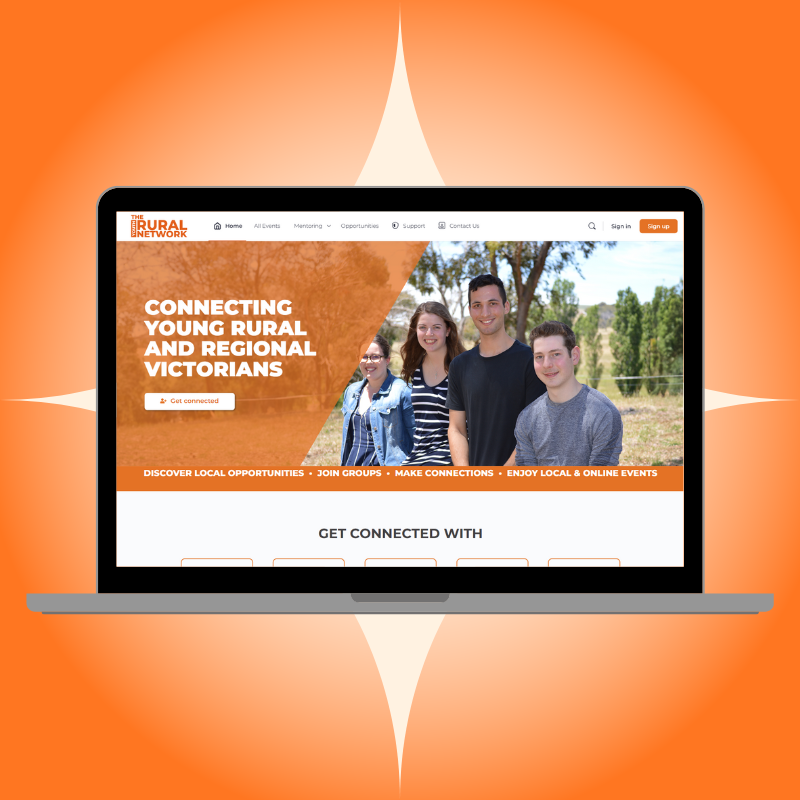 THE
RURAL
NETWORK
Home
All Events
Mentoring
Opportunities
Support
Contact Us
Sign in
Sign up
CONNECTING
YOUNG RURAL
AND REGIONAL
VICTORIANS
Get connected
DISCOVER LOCAL OPPORTUNITIES • JOIN GROUPS • MAKE CONNECTIONS • ENJOY LOCAL & ONLINE EVENTS
GET CONNECTED WITH